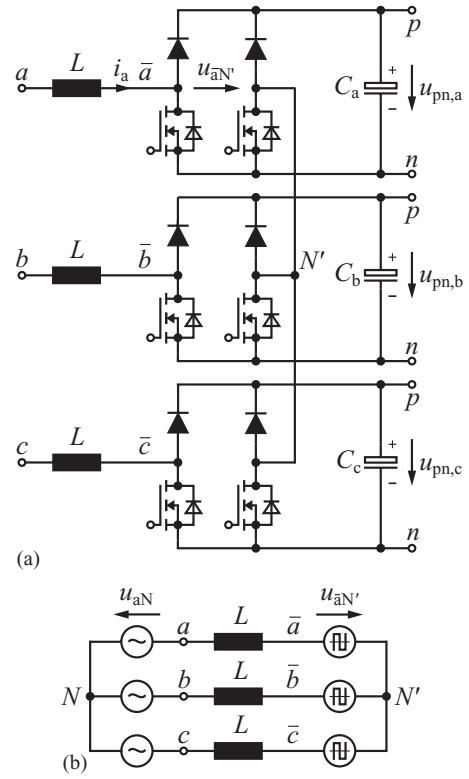 p
a L i_a ā u_āN' C_a + − u_pn,a
n
p
b L b̄ N' C_b + − u_pn,b
n
p
c L c̄ C_c + − u_pn,c
n
(a)
u_aN u_āN'
a L ā
N b L b̄ N'
c L c̄
(b)